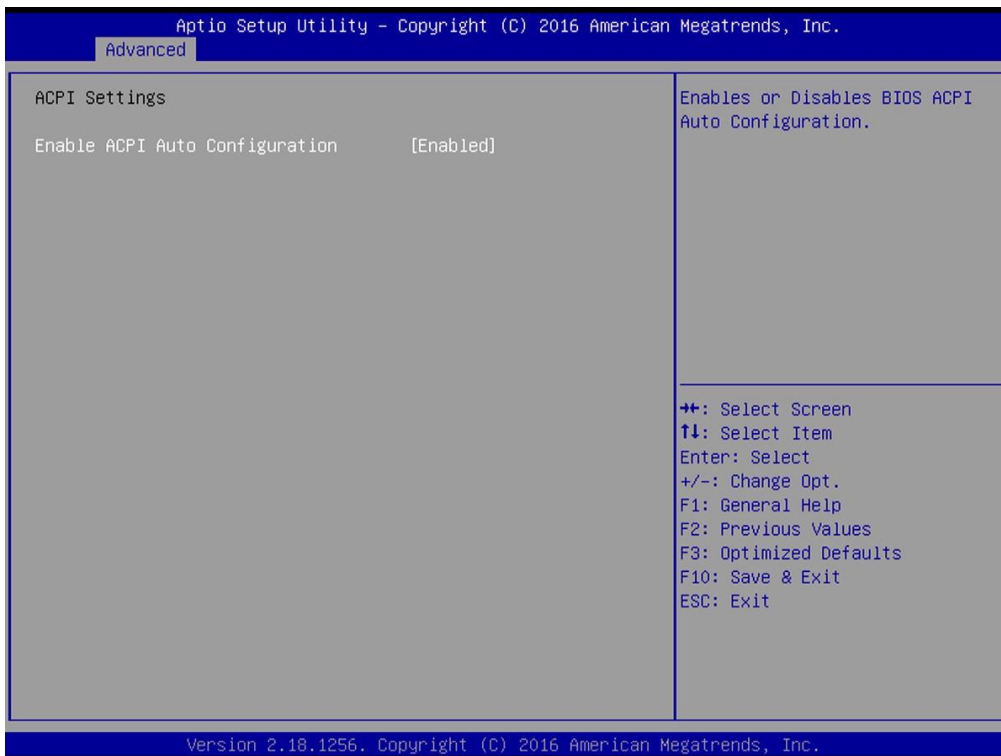 Aptio Setup Utility – Copyright (C) 2016 American Megatrends, Inc.
Advanced
ACPI Settings
Enable ACPI Auto Configuration [Enabled]
Enables or Disables BIOS ACPI
Auto Configuration.
→←: Select Screen
↑↓: Select Item
Enter: Select
+/-: Change Opt.
F1: General Help
F2: Previous Values
F3: Optimized Defaults
F10: Save & Exit
ESC: Exit
Version 2.18.1256. Copyright (C) 2016 American Megatrends, Inc.